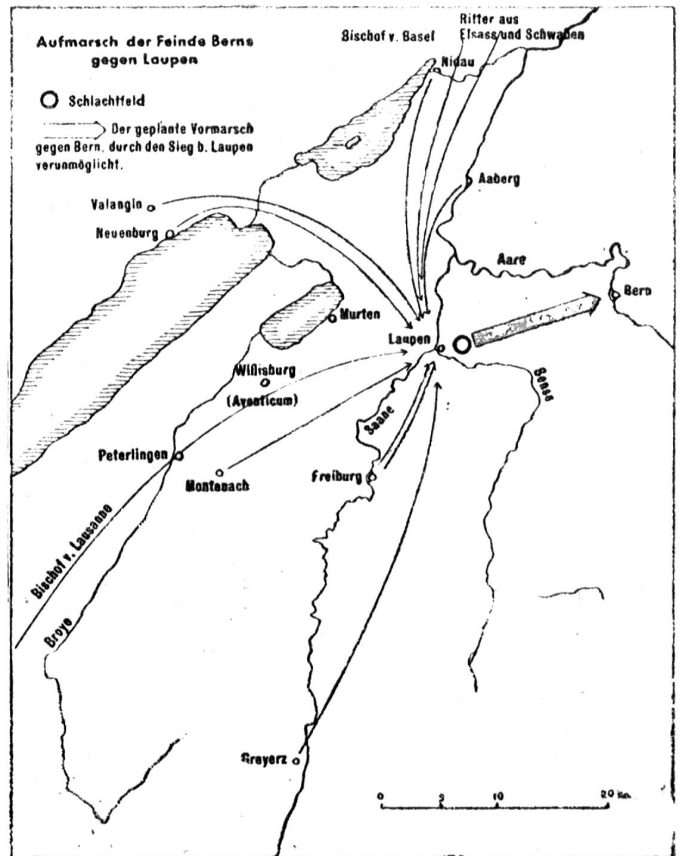 Aufmarsch der Feinde Berns
gegen Laupen
Schlachtfeld
Der geplante Vormarsch
gegen Bern, durch den Sieg b. Laupen
verunmöglicht.
Bischof v. Basel
Ritter aus
Elsass und Schwaben
Nidau
Aaberg
Valangin
Neuenburg
Aare
Bern
Murten
Laupen
Wiflisburg
(Aventicum)
Sense
Saane
Peterlingen
Montenach
Freiburg
Bischof v. Lausanne
Broye
Greyerz
0 5 10 20 Km.